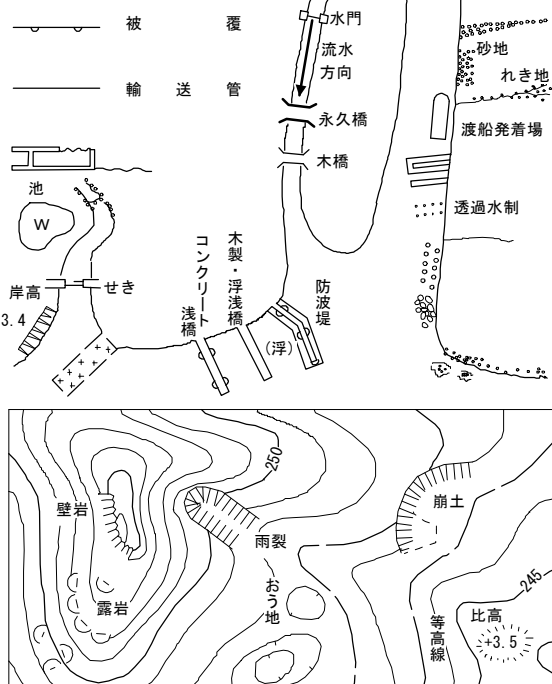 被覆
輸送管
水門
流水
方向
永久橋
木橋
砂地
れき地
渡船発着場
透過水制
池
W
岸高
3.4
せき
コンクリート
浅橋
木製・浮浅橋
防波堤
(浮)
250
壁岩
雨裂
崩土
露岩
おう地
等高線
245
比高
+3.5